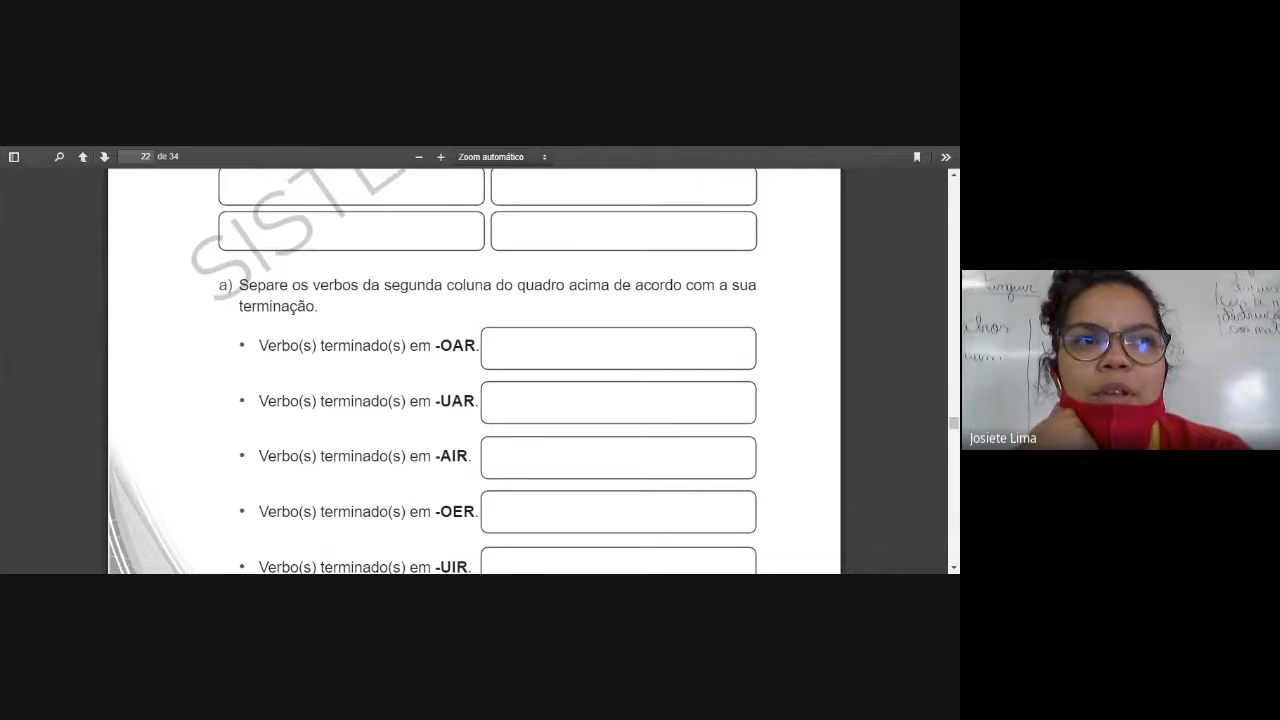 22 de 34
Zoom automático
SISTE
a) Separe os verbos da segunda coluna do quadro acima de acordo com a sua
terminação.
• Verbo(s) terminado(s) em -OAR.
• Verbo(s) terminado(s) em -UAR.
• Verbo(s) terminado(s) em -AIR.
• Verbo(s) terminado(s) em -OER.
• Verbo(s) terminado(s) em -UIR.
Josiete Lima